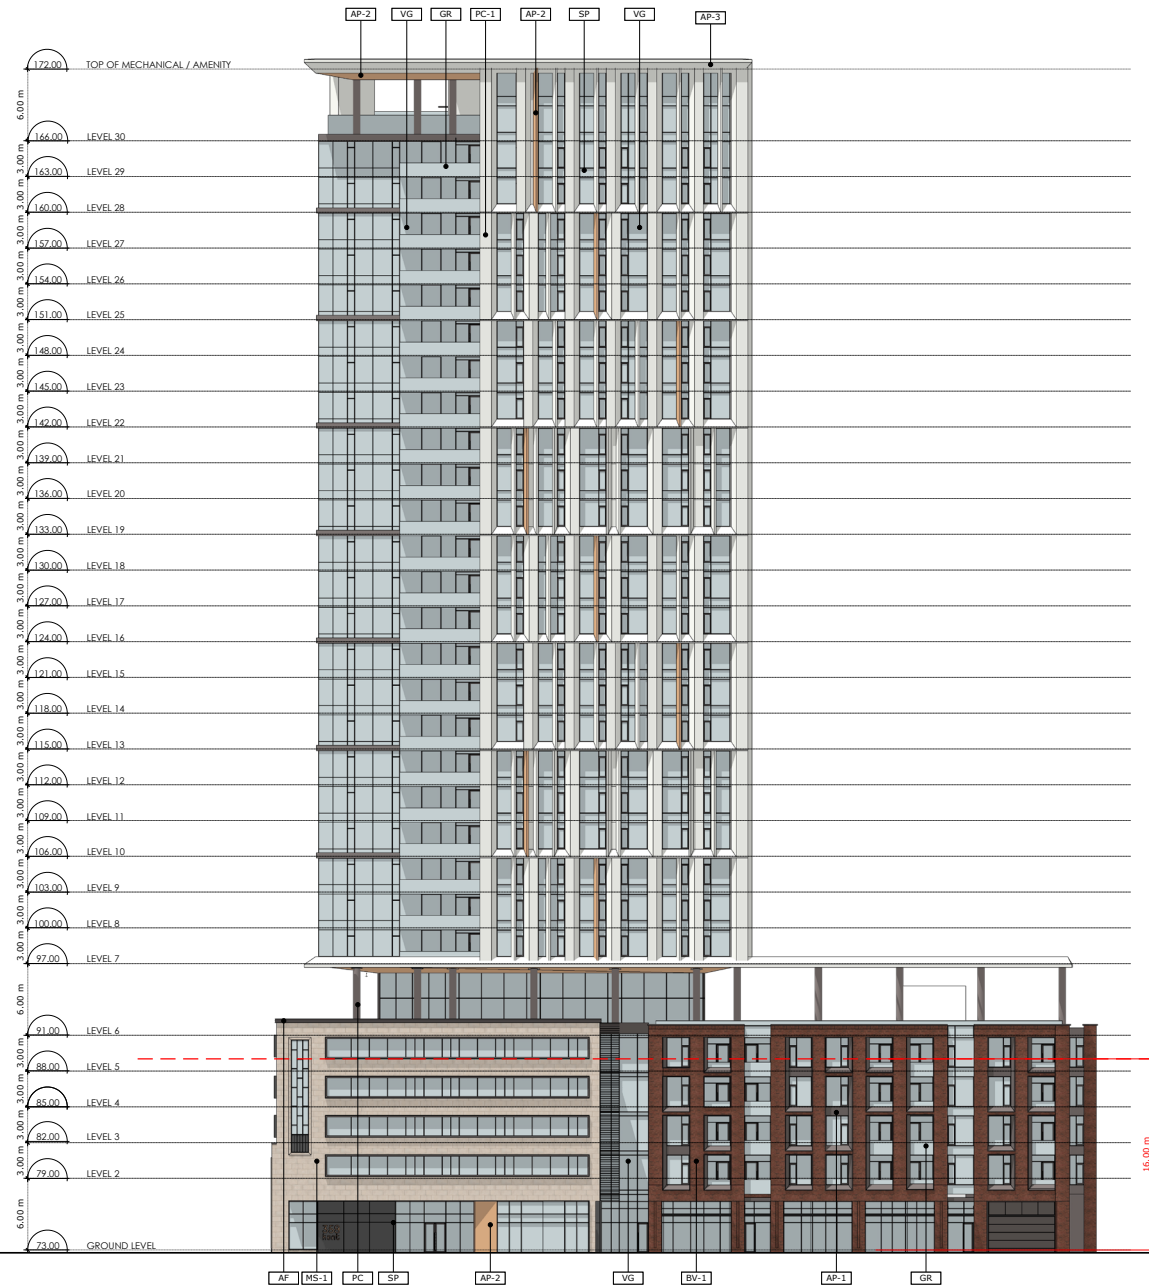 AP-2 VG GR PC-1 AP-2 SP VG AP-3
172.00 TOP OF MECHANICAL / AMENITY
6.00 m
166.00 LEVEL 30
3.00 m
163.00 LEVEL 29
3.00 m
160.00 LEVEL 28
3.00 m
157.00 LEVEL 27
3.00 m
154.00 LEVEL 26
3.00 m
151.00 LEVEL 25
3.00 m
148.00 LEVEL 24
3.00 m
145.00 LEVEL 23
3.00 m
142.00 LEVEL 22
3.00 m
139.00 LEVEL 21
3.00 m
136.00 LEVEL 20
3.00 m
133.00 LEVEL 19
3.00 m
130.00 LEVEL 18
3.00 m
127.00 LEVEL 17
3.00 m
124.00 LEVEL 16
3.00 m
121.00 LEVEL 15
3.00 m
118.00 LEVEL 14
3.00 m
115.00 LEVEL 13
3.00 m
112.00 LEVEL 12
3.00 m
109.00 LEVEL 11
3.00 m
106.00 LEVEL 10
3.00 m
103.00 LEVEL 9
3.00 m
100.00 LEVEL 8
3.00 m
97.00 LEVEL 7
6.00 m
91.00 LEVEL 6
3.00 m
88.00 LEVEL 5
3.00 m
85.00 LEVEL 4
3.00 m
82.00 LEVEL 3
3.00 m
79.00 LEVEL 2
16.00 m
6.00 m
73.00 GROUND LEVEL
AF MS-1 PC SP AP-2 VG BV-1 AP-1 GR